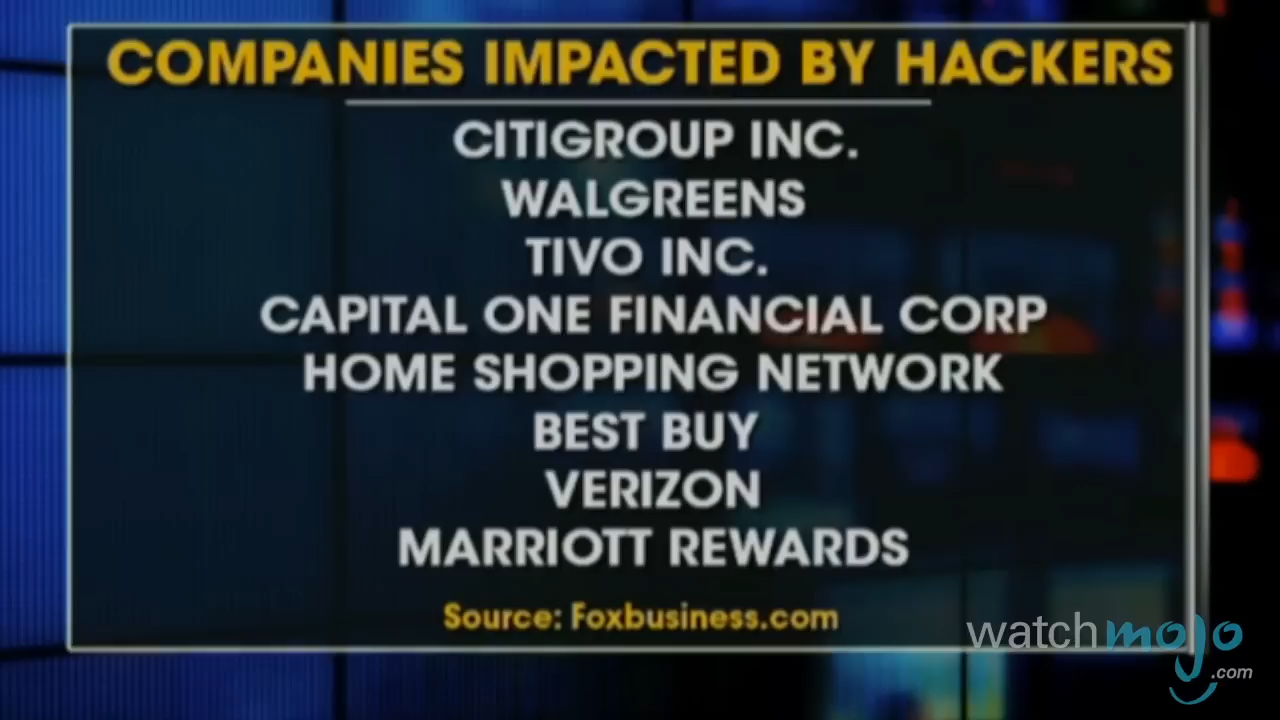 COMPANIES IMPACTED BY HACKERS
CITIGROUP INC.
WALGREENS
TIVO INC.
CAPITAL ONE FINANCIAL CORP
HOME SHOPPING NETWORK
BEST BUY
VERIZON
MARRIOTT REWARDS
Source: Foxbusiness.com
watchmojo
.com